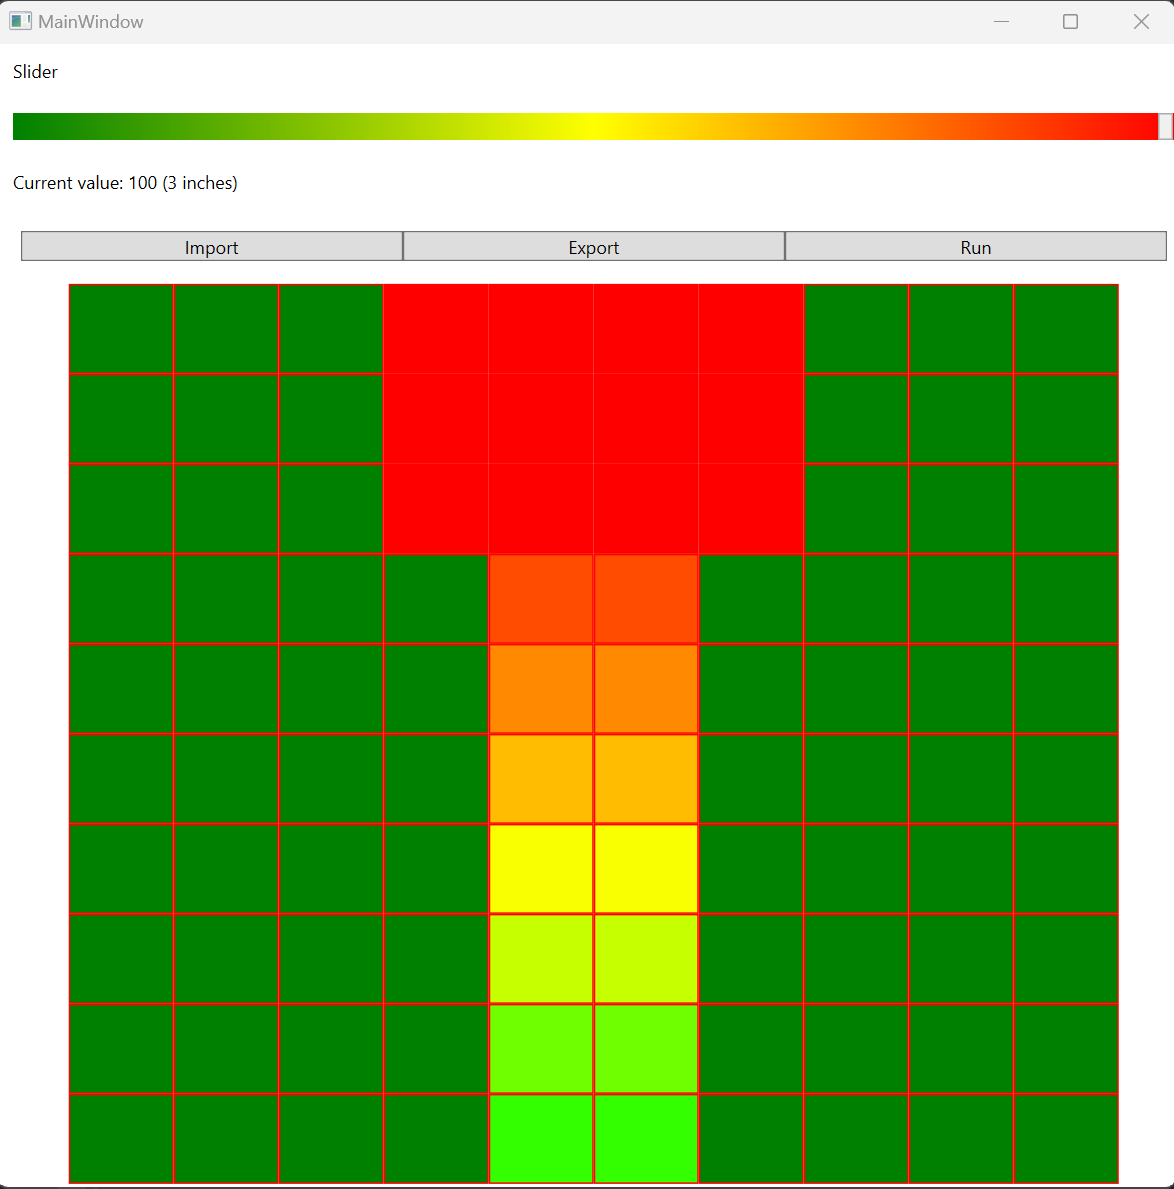 MainWindow
Slider
Current value: 100 (3 inches)
Import Export Run